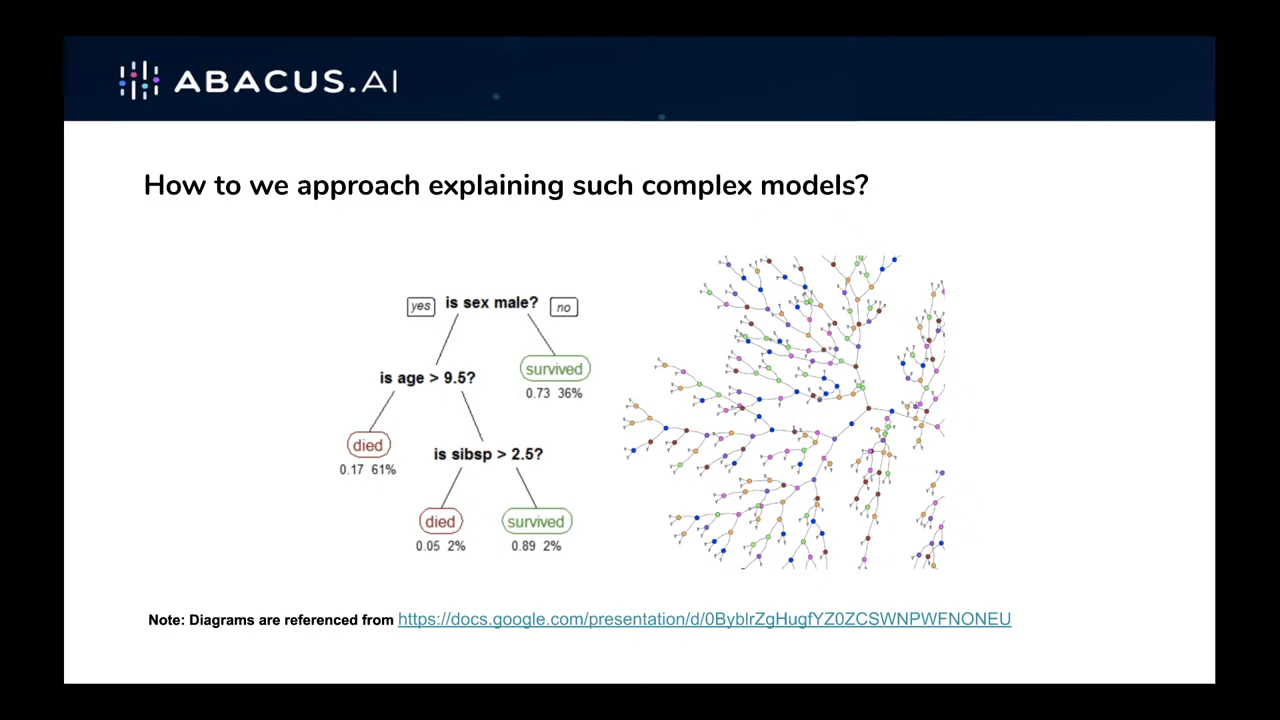 ABACUS.AI
How to we approach explaining such complex models?
yes is sex male? no
survived
0.73 36%
is age > 9.5?
died
0.17 61%
is sibsp > 2.5?
died survived
0.05 2% 0.89 2%
Note: Diagrams are referenced from https://docs.google.com/presentation/d/0ByblrZgHugfYZ0ZCSWNPWFNONEU